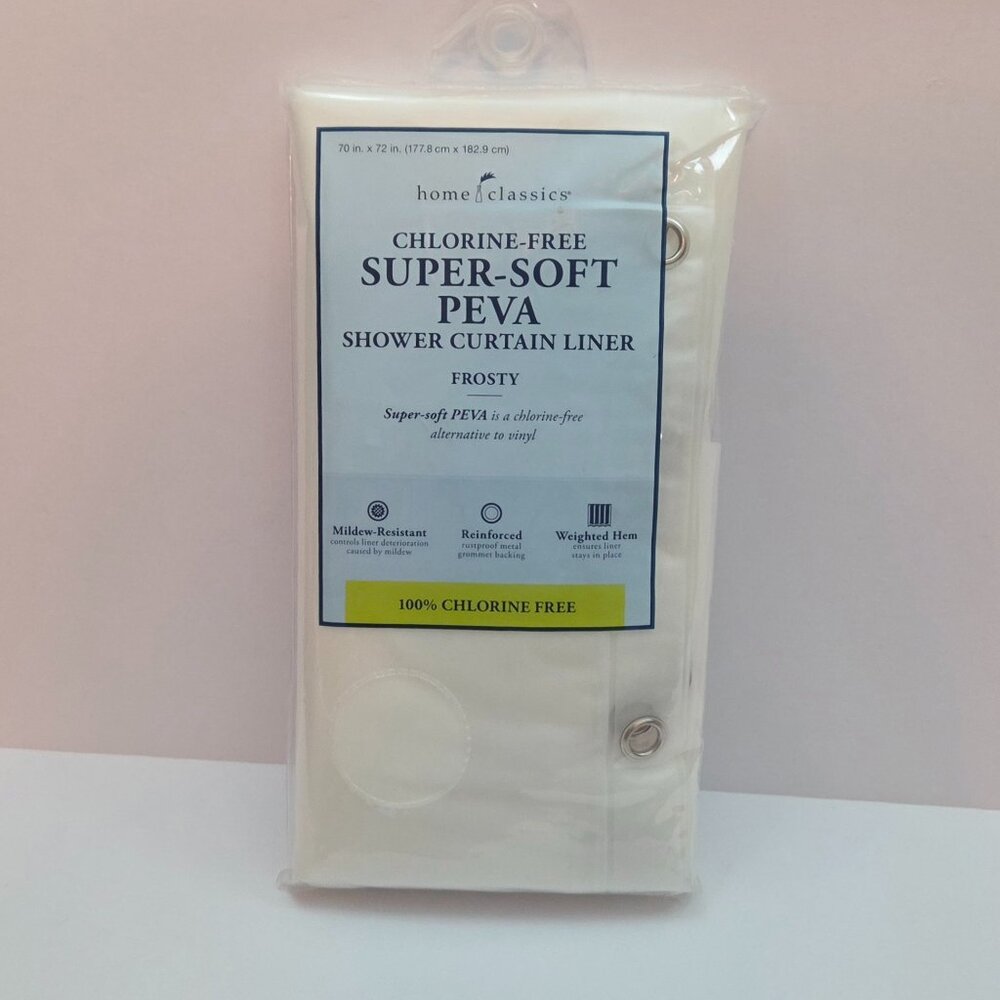 70 in. x 72 in. (177.8 cm x 182.9 cm)
home classics®
CHLORINE-FREE
SUPER-SOFT
PEVA
SHOWER CURTAIN LINER
FROSTY
Super-soft PEVA is a chlorine-free
alternative to vinyl
Mildew-Resistant
controls liner deterioration
caused by mildew
Reinforced
rustproof metal
grommet backing
Weighted Hem
ensures liner
stays in place
100% CHLORINE FREE